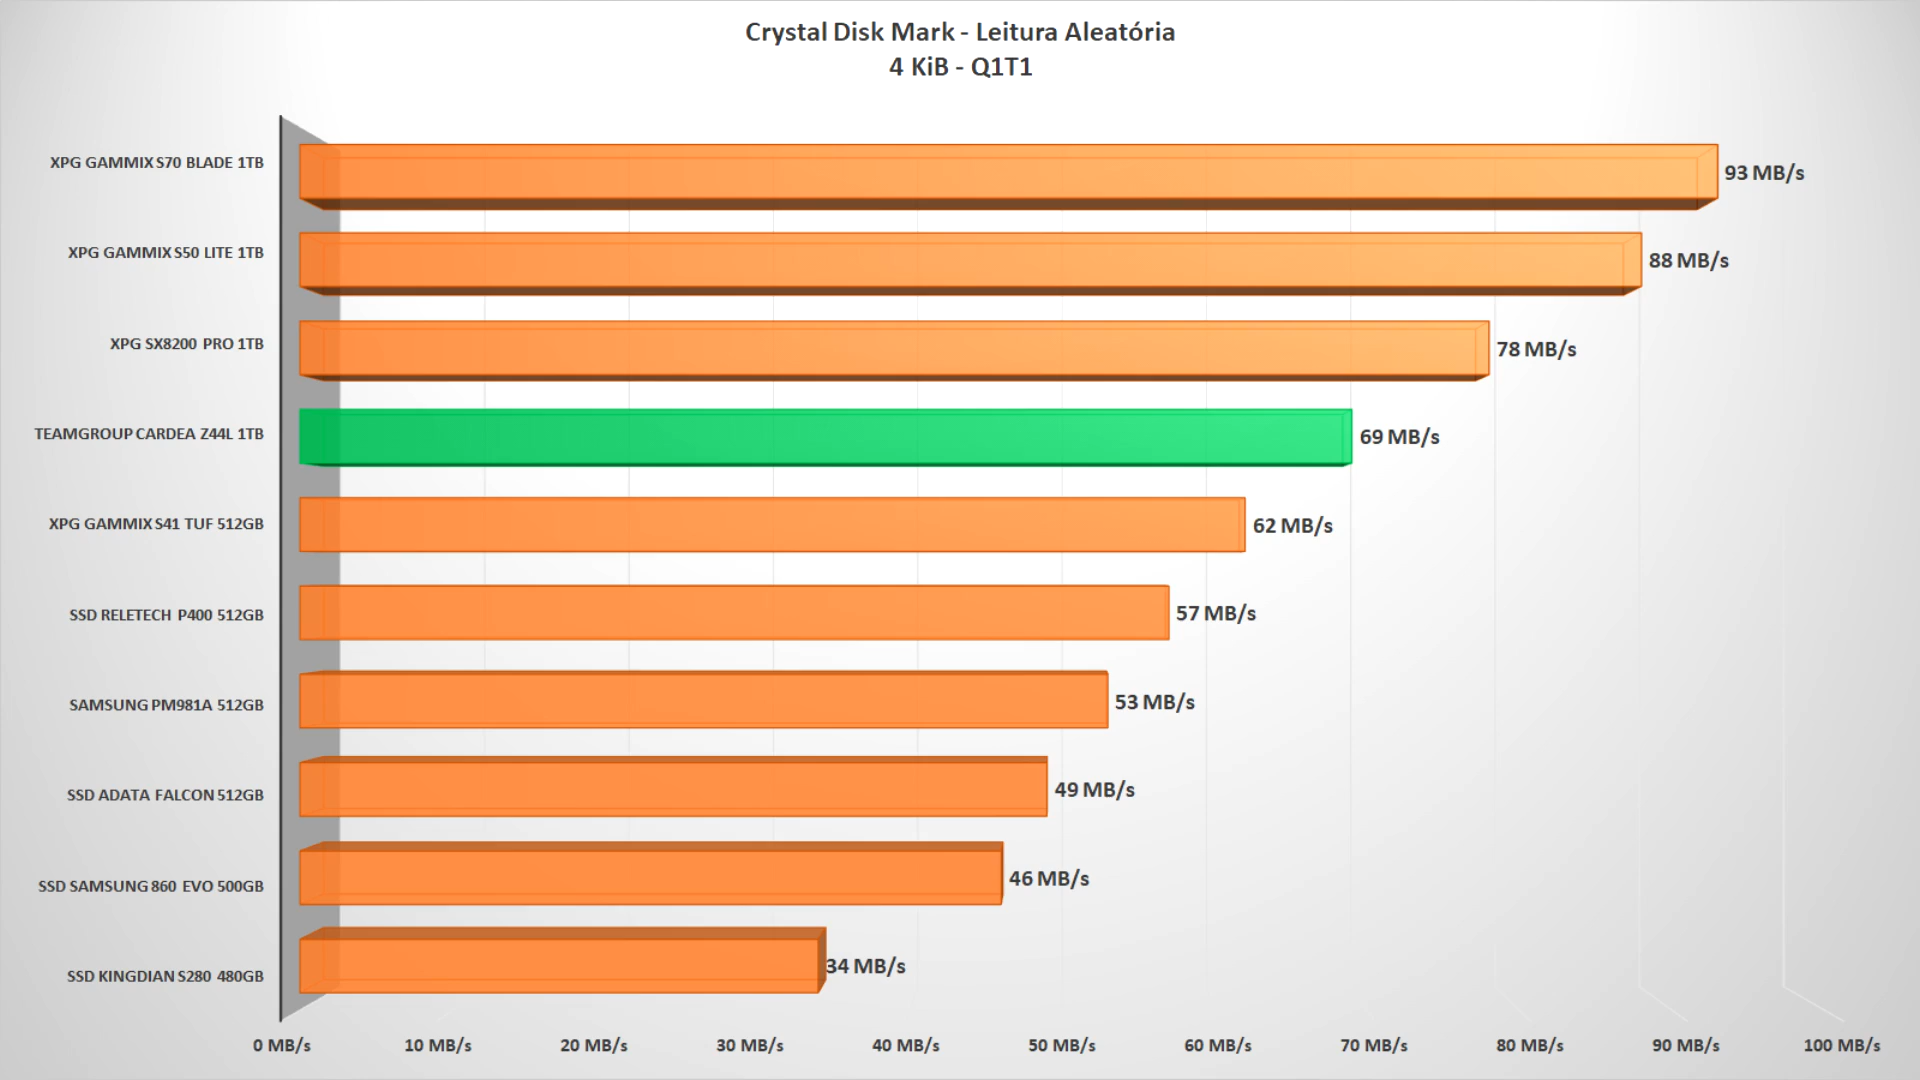 Crystal Disk Mark - Leitura Aleatória
4 KiB - Q1T1
XPG GAMMIX S70 BLADE 1TB
93 MB/s
XPG GAMMIX S50 LITE 1TB
88 MB/s
XPG SX8200 PRO 1TB
78 MB/s
TEAMGROUP CARDEA Z44L 1TB
69 MB/s
XPG GAMMIX S41 TUF 512GB
62 MB/s
SSD RELETECH P400 512GB
57 MB/s
SAMSUNG PM981A 512GB
53 MB/s
SSD ADATA FALCON 512GB
49 MB/s
SSD SAMSUNG 860 EVO 500GB
46 MB/s
SSD KINGDIAN S280 480GB
34 MB/s
0 MB/s 10 MB/s 20 MB/s 30 MB/s 40 MB/s 50 MB/s 60 MB/s 70 MB/s 80 MB/s 90 MB/s 100 MB/s